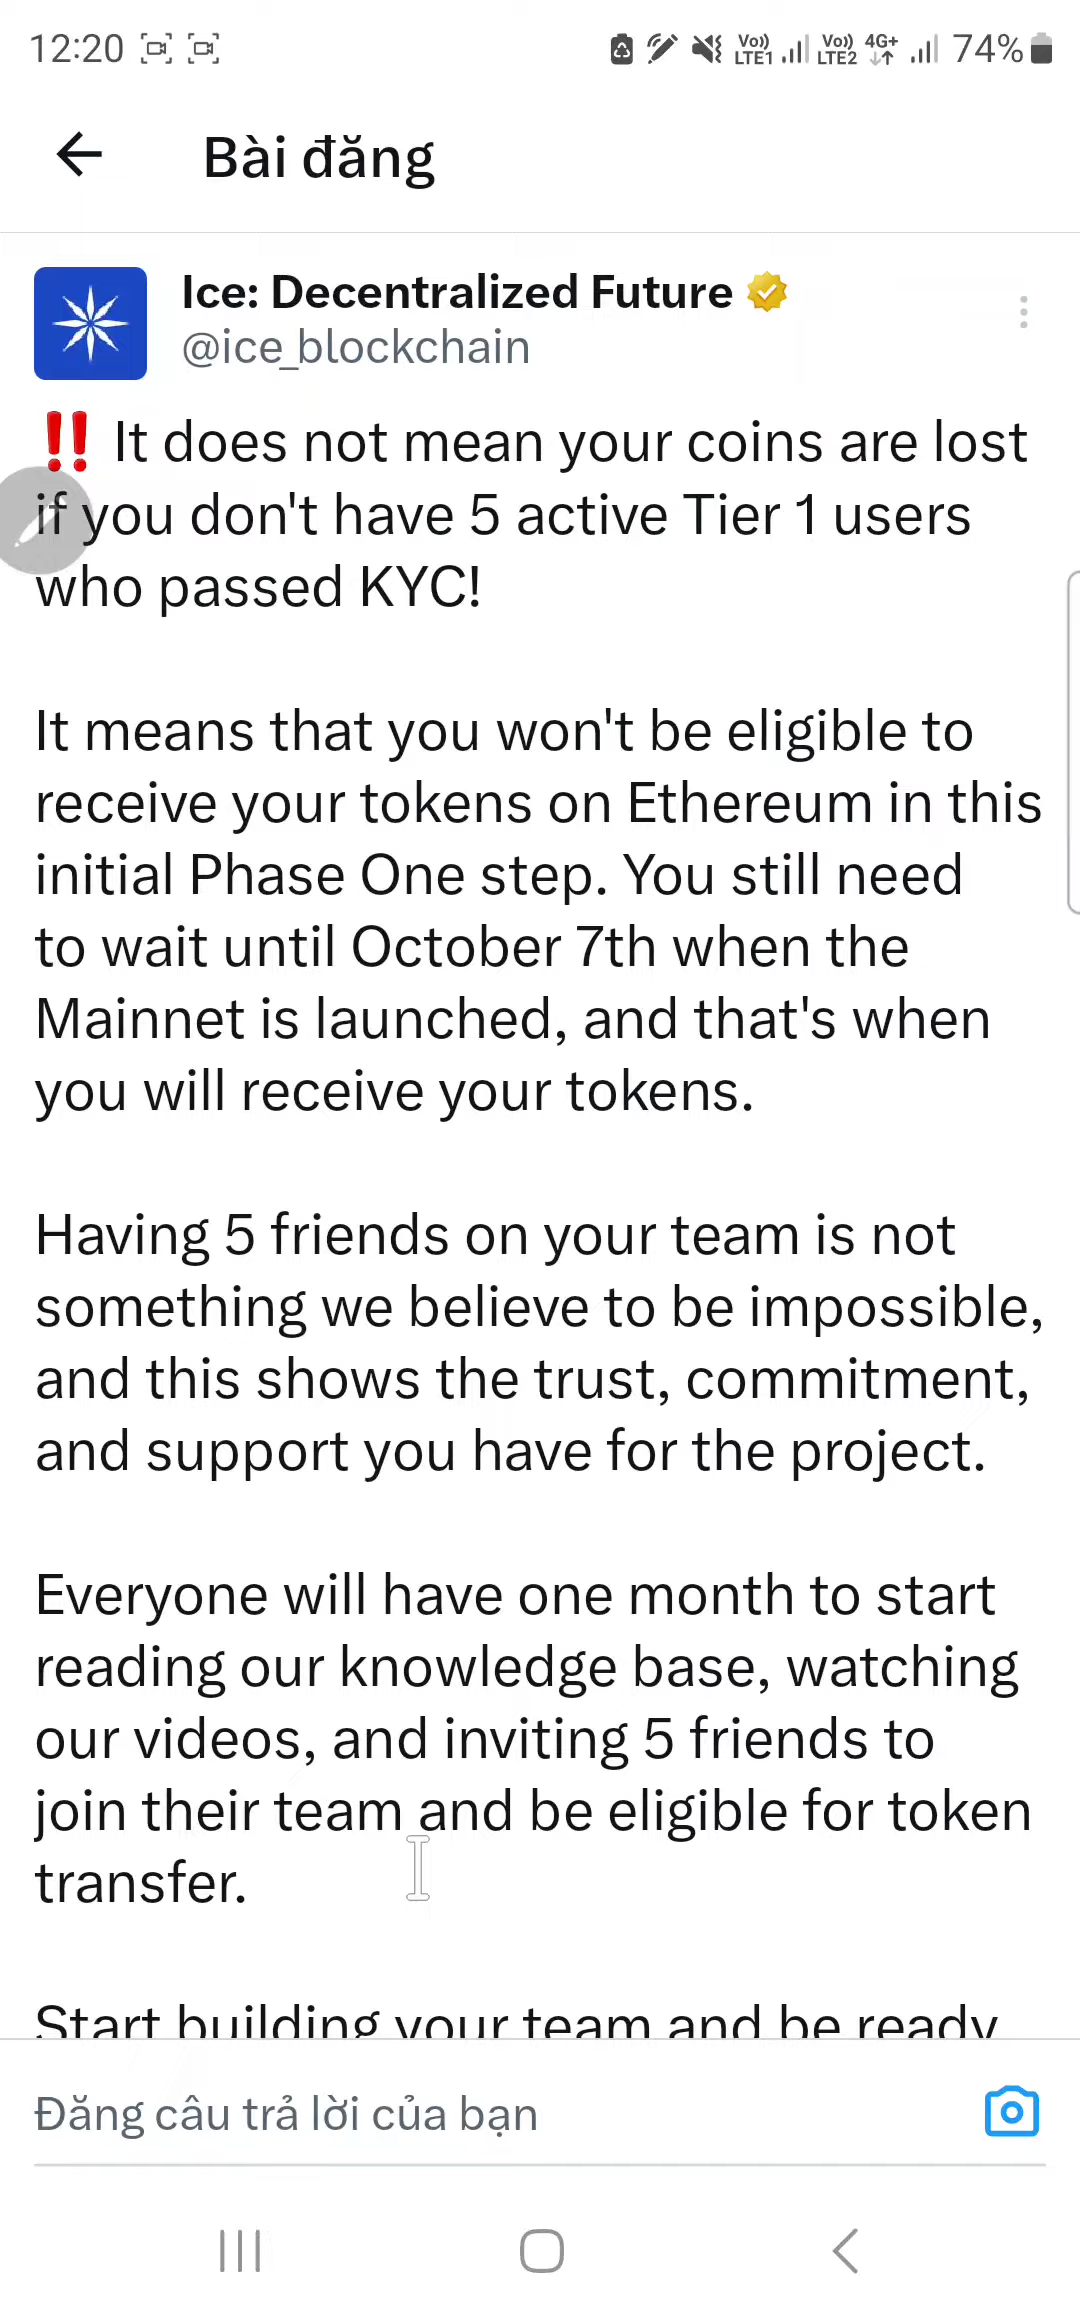 12:20
Vo)) LTE1 Vo)) LTE2 4G+ 74%
Bài đăng
Ice: Decentralized Future
@ice_blockchain
‼️ It does not mean your coins are lost
if you don't have 5 active Tier 1 users
who passed KYC!
It means that you won't be eligible to
receive your tokens on Ethereum in this
initial Phase One step. You still need
to wait until October 7th when the
Mainnet is launched, and that's when
you will receive your tokens.
Having 5 friends on your team is not
something we believe to be impossible,
and this shows the trust, commitment,
and support you have for the project.
Everyone will have one month to start
reading our knowledge base, watching
our videos, and inviting 5 friends to
join their team and be eligible for token
transfer.
Start building your team and be ready
Đăng câu trả lời của bạn